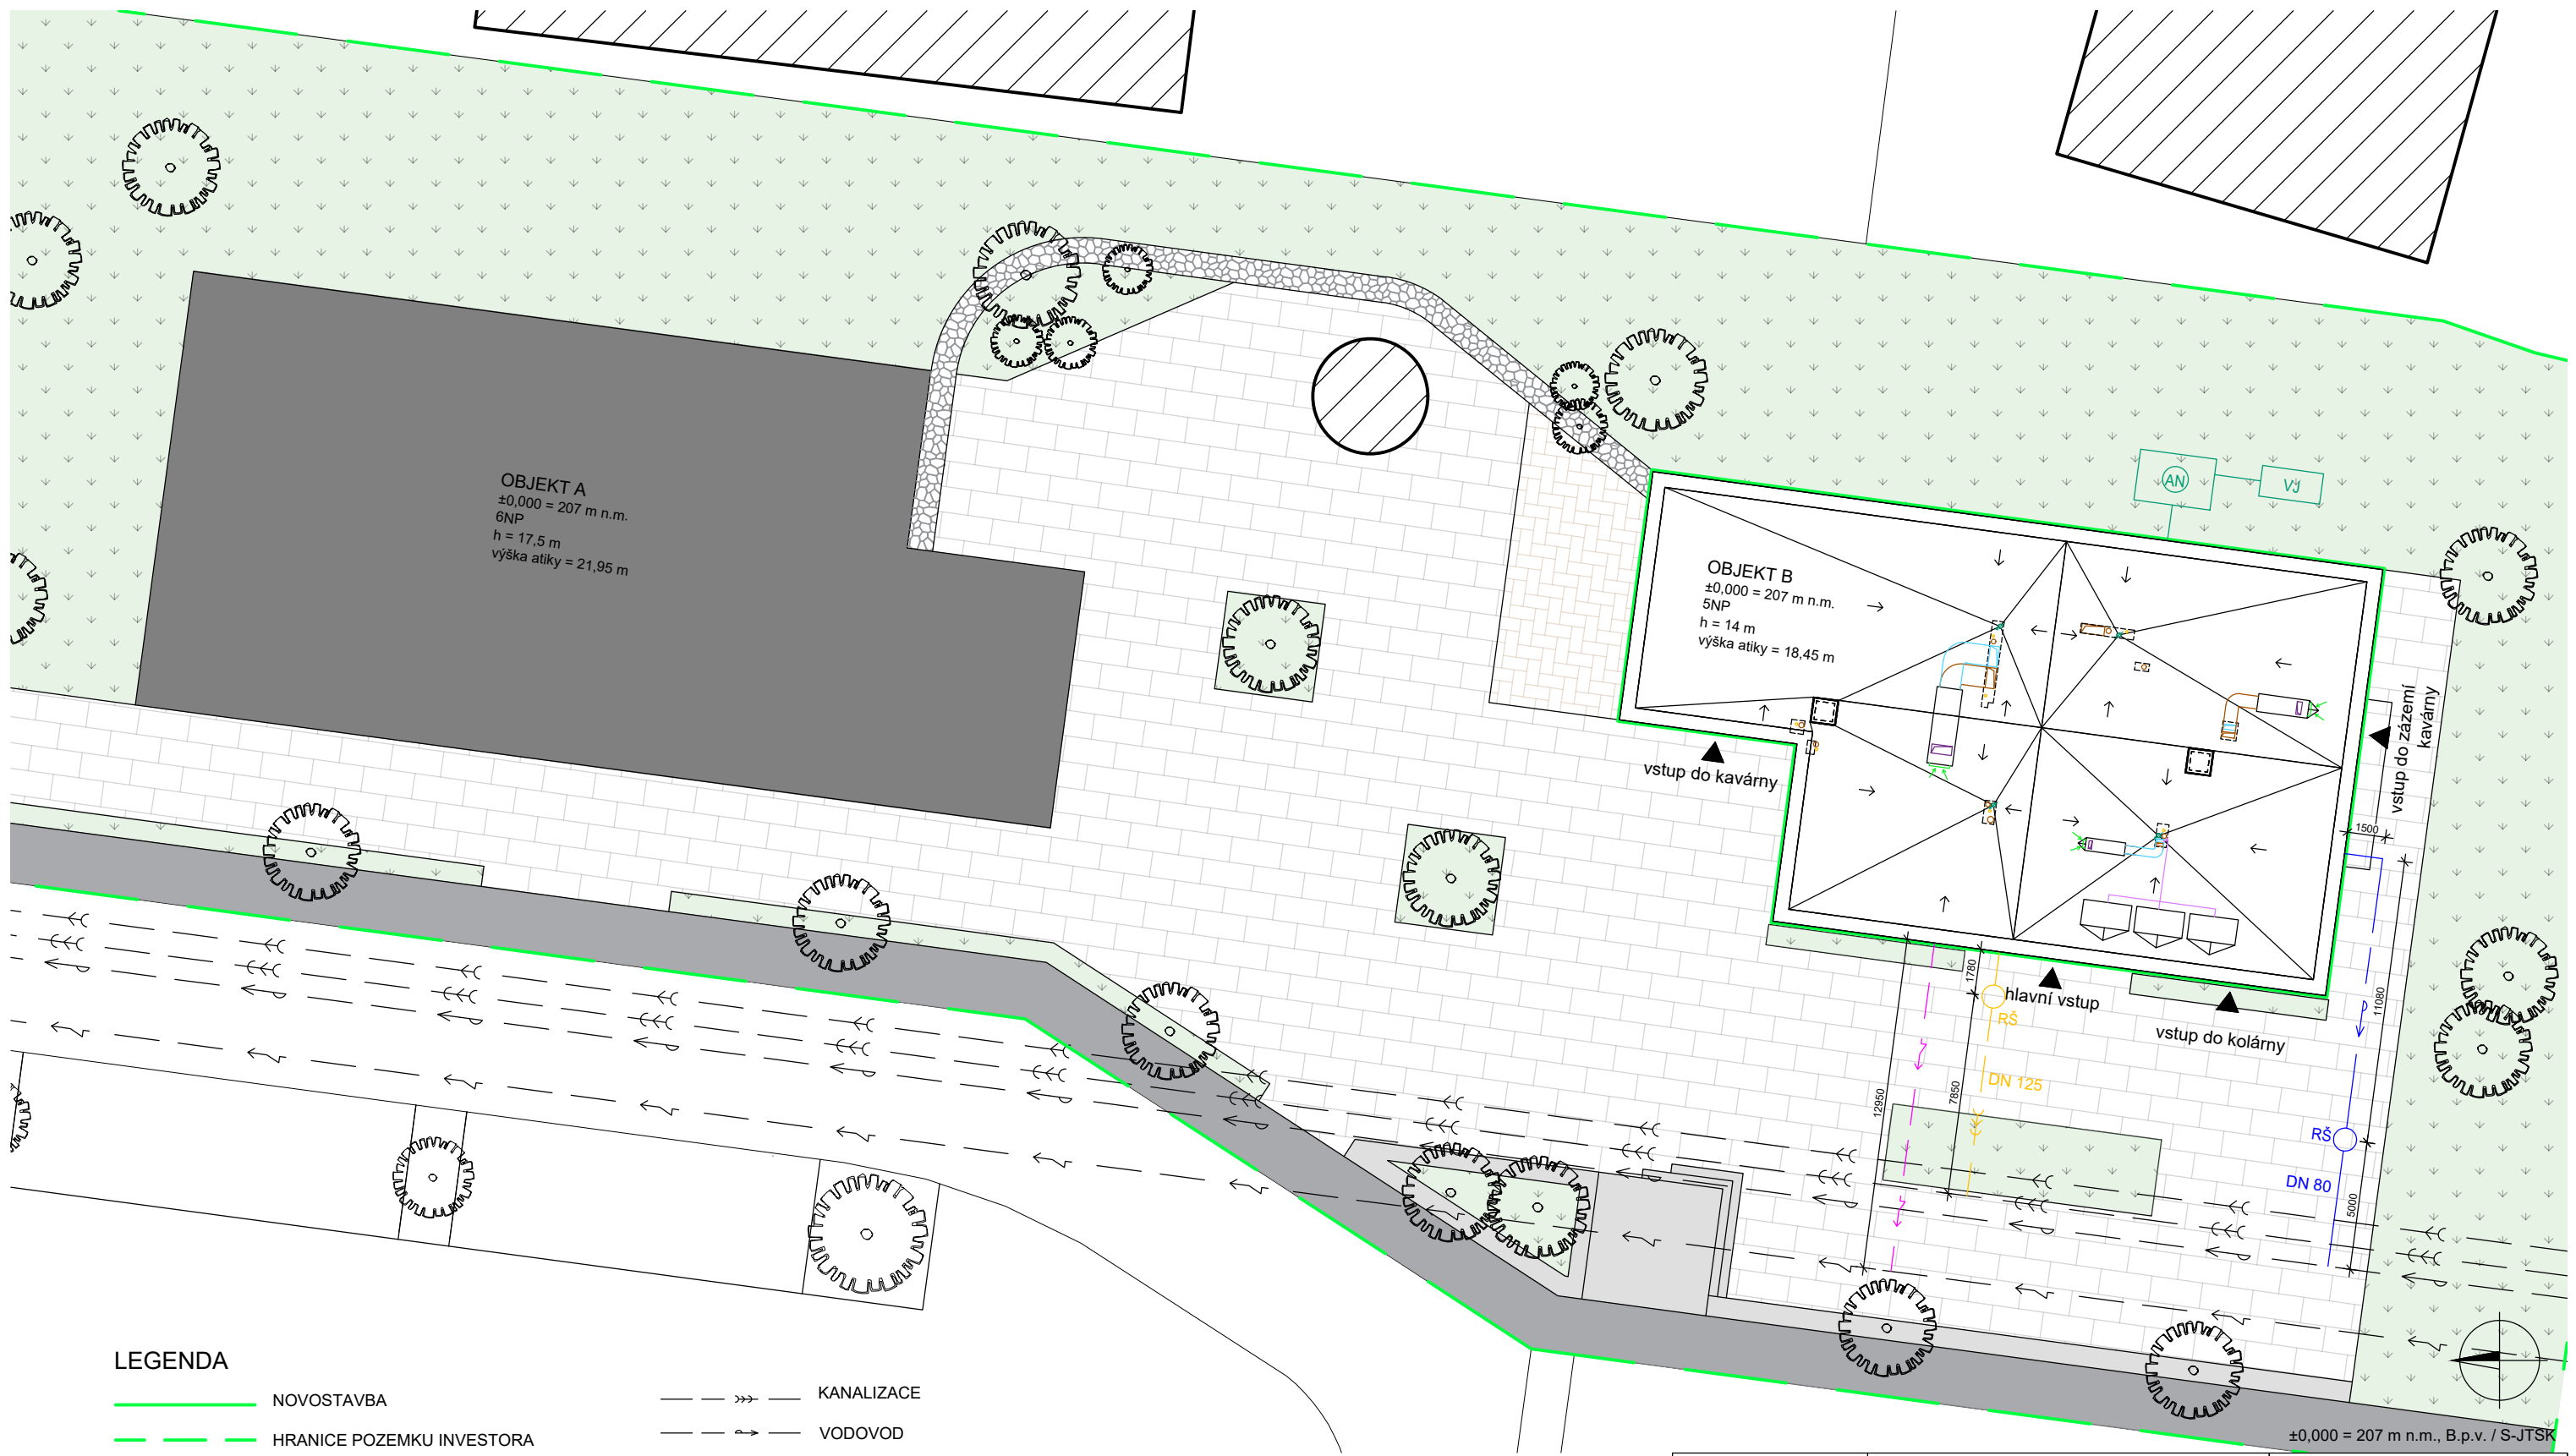 OBJEKT A
±0,000 = 207 m n.m.
6NP
h = 17,5 m
výška atiky = 21,95 m
AN
VJ
OBJEKT B
±0,000 = 207 m n.m.
5NP
h = 14 m
výška atiky = 18,45 m
vstup do kavárny
vstup do zázemí
kavárny
1500
1780
hlavní vstup
RŠ
vstup do kolárny
11080
DN 125
7850
12950
RŠ
DN 80
5000
LEGENDA
NOVOSTAVBA
KANALIZACE
HRANICE POZEMKU INVESTORA
VODOVOD
±0,000 = 207 m n.m., B.p.v. / S-JTSK